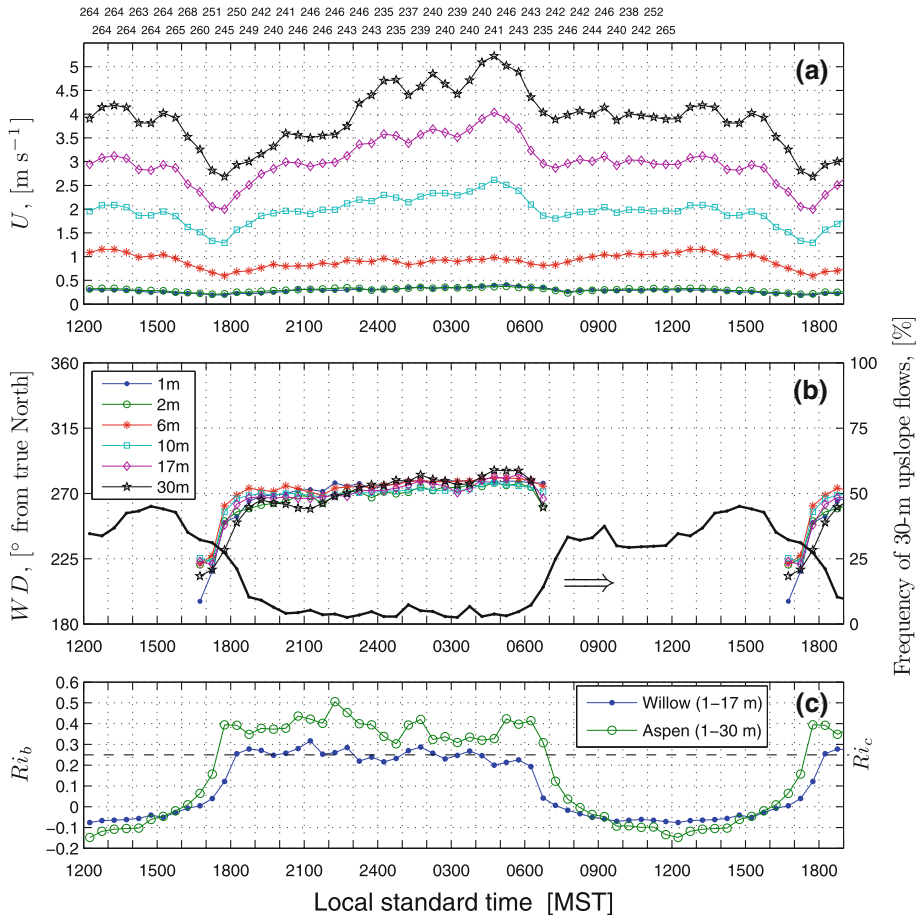 264 264 263 264 268 251 250 242 241 246 246 246 235 237 240 239 240 246 235 242 242 246 238 252
264 264 264 265 260 245 249 240 246 246 243 243 235 239 240 240 241 243 242 246 244 240 242 265
(a)
U, [m s−1]
5
4.5
4
3.5
3
2.5
2
1.5
1
0.5
0
1200 1500 1800 2100 2400 0300 0600 0900 1200 1500 1800
(b)
WD, [° from true North]
360
315
270
225
180
1m
2m
6m
10m
17m
30m
Frequency of 30-m upslope flows, [%]
100
75
50
25
0
1200 1500 1800 2100 2400 0300 0600 0900 1200 1500 1800
(c)
Rib
0.6
0.5
0.4
0.3
0.2
0.1
0
−0.1
−0.2
Willow (1−17 m)
Aspen (1−30 m)
Ric
1200 1500 1800 2100 2400 0300 0600 0900 1200 1500 1800
Local standard time [MST]